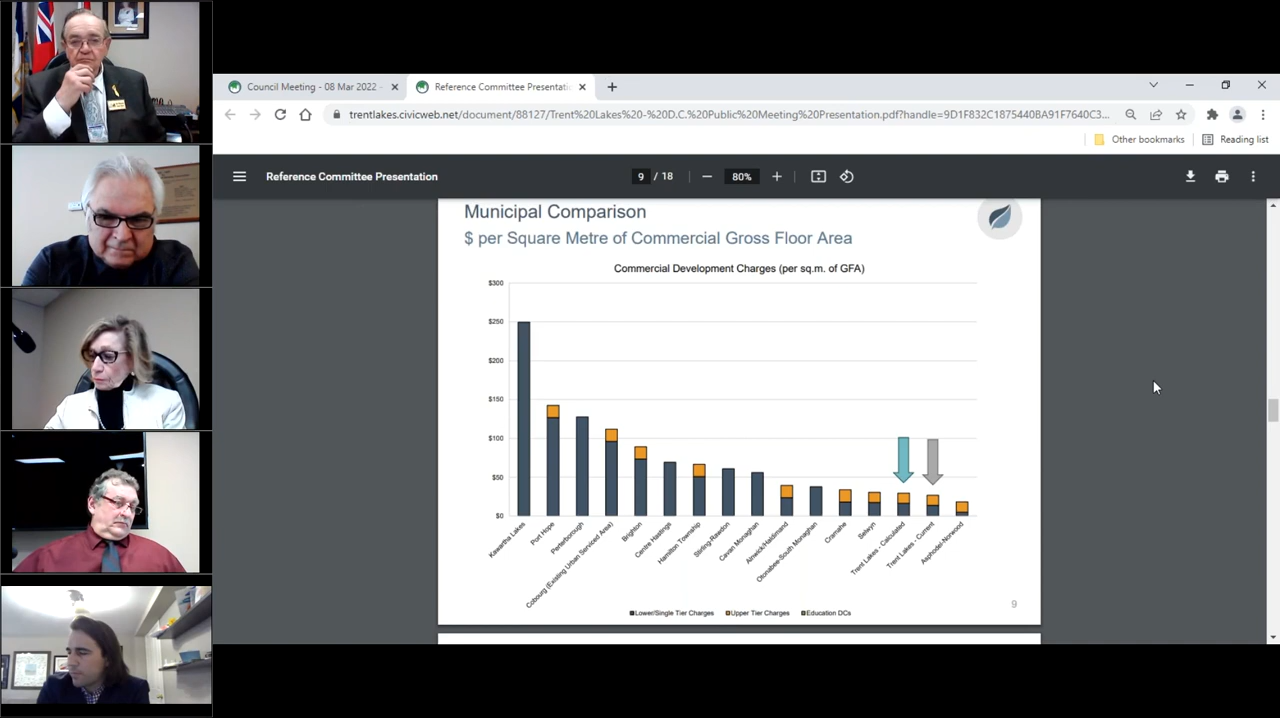 Council Meeting - 08 Mar 2022 -
Reference Committee Presentati
trentlakes.civicweb.net/document/88127/Trent%20Lakes%20-%20D.C.%20Public%20Meeting%20Presentation.pdf?handle=9D1F832C1875440BA91F7640C3...
Other bookmarks
Reading list
Reference Committee Presentation
9 / 18
80%
Municipal Comparison
$ per Square Metre of Commercial Gross Floor Area
Commercial Development Charges (per sq.m. of GFA)
$300
$250
$200
$150
$100
$50
$0
Kawartha Lakes
Port Hope
Peterborough
Cobourg (Existing Urban Serviced Area)
Brighton
Centre Hastings
Hamilton Township
Stirling-Rawdon
Cavan Monaghan
Alnwick/Haldimand
Otonabee-South Monaghan
Cramahe
Selwyn
Trent Lakes - Calculated
Trent Lakes - Current
Asphodel-Norwood
Lower/Single Tier Charges
Upper Tier Charges
Education DCs
9